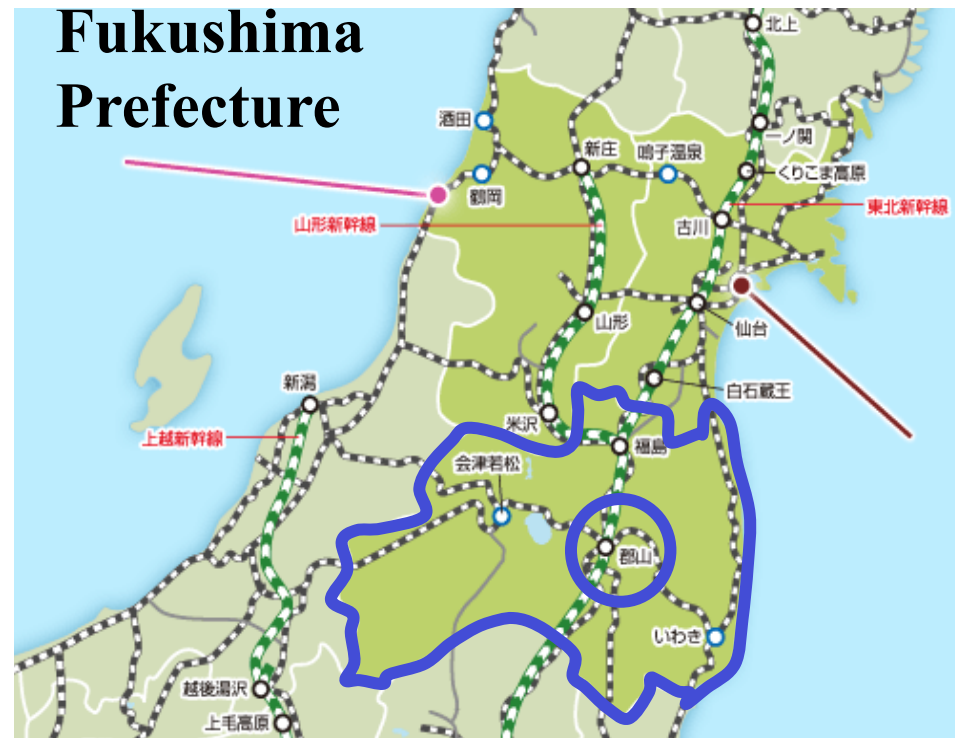 Fukushima
Prefecture
北上
酒田
一ノ関
新庄
鳴子温泉
くりこま高原
鶴岡
東北新幹線
山形新幹線
古川
山形
仙台
新潟
白石蔵王
米沢
上越新幹線
福島
会津若松
郡山
いわき
越後湯沢
上毛高原